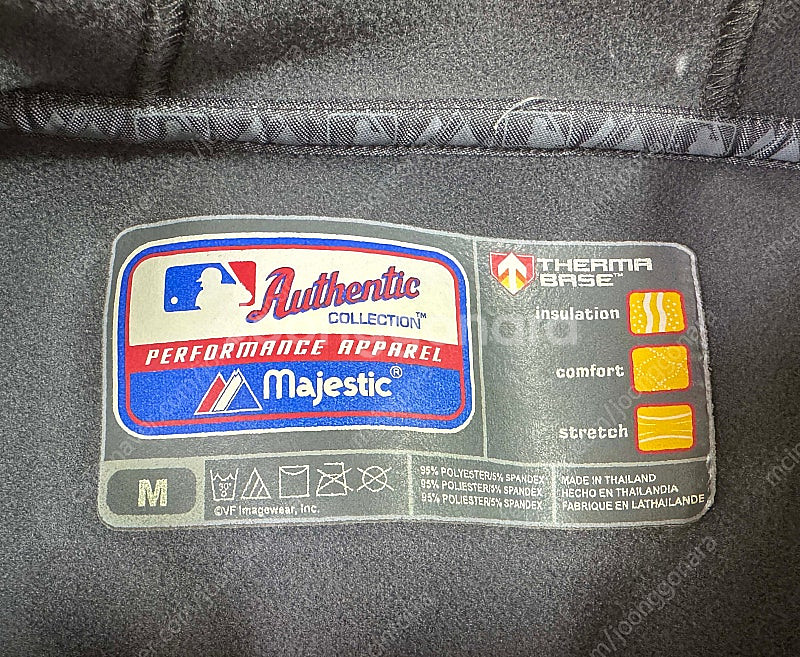 Authentic
COLLECTION™
PERFORMANCE APPAREL
Majestic®
THERMA
BASE™
insulation
comfort
stretch
M
©VF Imagewear, Inc.
95% POLYESTER/5% SPANDEX
95% POLIESTER/5% SPANDEX
95% POLIESTER/5% SPANDEX
MADE IN THAILAND
HECHO EN THAILANDIA
FABRIQUE EN LATHAILANDE
joonggonara